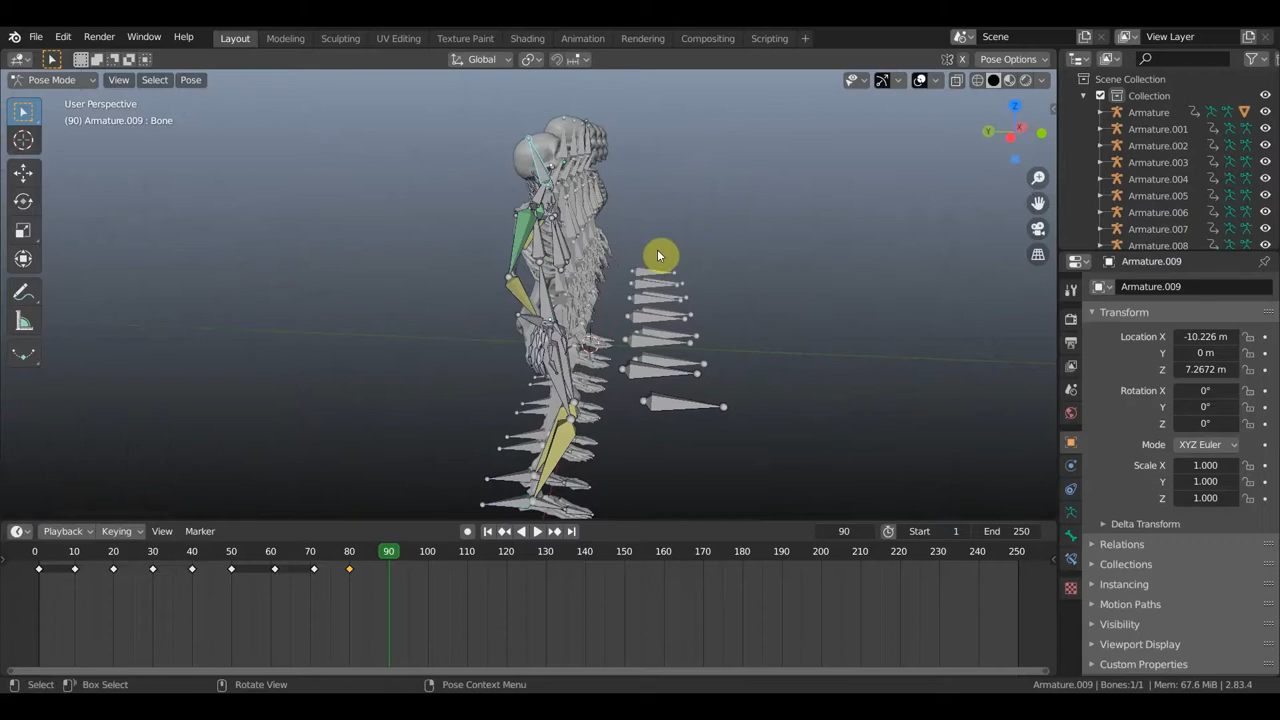 File Edit Render Window Help Layout Modeling Sculpting UV Editing Texture Paint Shading Animation Rendering Compositing Scripting + Scene View Layer
Global X Pose Options
Pose Mode View Select Pose
User Perspective
(90) Armature.009 : Bone
Z
Y
X
Scene Collection
Collection
Armature
Armature.001
Armature.002
Armature.003
Armature.004
Armature.005
Armature.006
Armature.007
Armature.008
Armature.009
Armature.009
Transform
Location X -10.226 m
Y 0 m
Z 7.2672 m
Rotation X 0°
Y 0°
Z 0°
Mode XYZ Euler
Scale X 1.000
Y 1.000
Z 1.000
Delta Transform
Relations
Collections
Instancing
Motion Paths
Visibility
Viewport Display
Custom Properties
Playback Keying View Marker 90 Start 1 End 250
0 10 20 30 40 50 60 70 80 90 100 110 120 130 140 150 160 170 180 190 200 210 220 230 240 250
Select Box Select Rotate View Pose Context Menu Armature.009 | Bones:1/1 | Mem: 67.6 MiB | 2.83.4